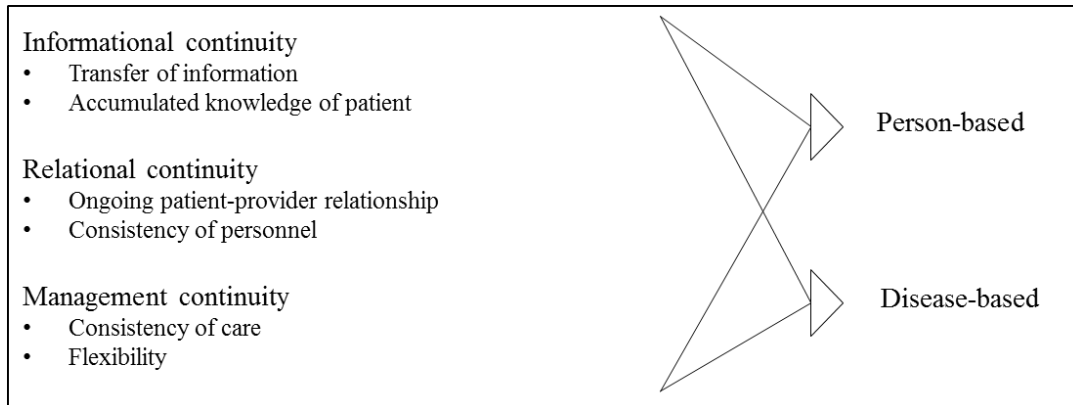 Informational continuity
• Transfer of information
• Accumulated knowledge of patient
Relational continuity
• Ongoing patient-provider relationship
• Consistency of personnel
Management continuity
• Consistency of care
• Flexibility
Person-based
Disease-based